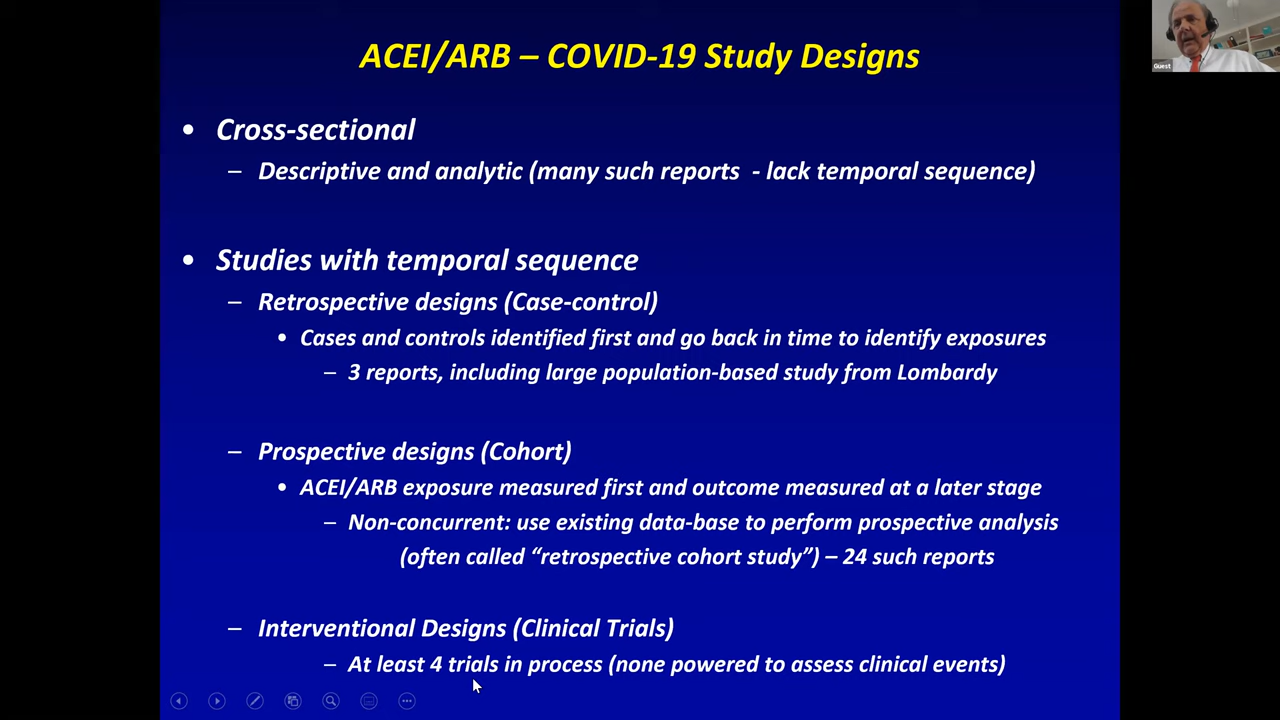 ACEI/ARB – COVID-19 Study Designs
Guest
• Cross-sectional
– Descriptive and analytic (many such reports - lack temporal sequence)
• Studies with temporal sequence
– Retrospective designs (Case-control)
• Cases and controls identified first and go back in time to identify exposures
– 3 reports, including large population-based study from Lombardy
– Prospective designs (Cohort)
• ACEI/ARB exposure measured first and outcome measured at a later stage
– Non-concurrent: use existing data-base to perform prospective analysis
(often called “retrospective cohort study”) – 24 such reports
– Interventional Designs (Clinical Trials)
– At least 4 trials in process (none powered to assess clinical events)